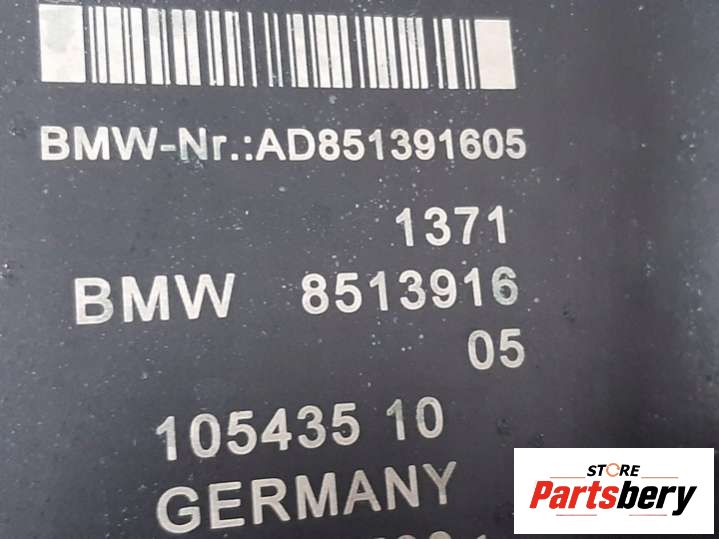 BMW-Nr.:AD851391605
1371
BMW 8513916
05
105435 10
GERMANY
STORE
Partsbery